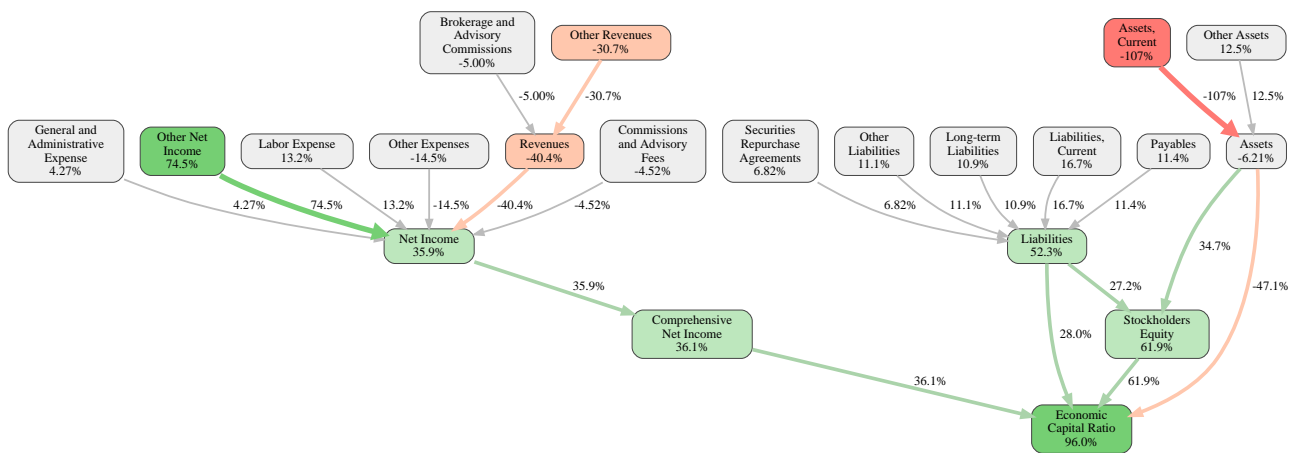 Brokerage and
Advisory
Commissions
-5.00%
Other Revenues
-30.7%
Assets,
Current
-107%
Other Assets
12.5%
-5.00%
-30.7%
-107%
12.5%
General and
Administrative
Expense
4.27%
Other Net
Income
74.5%
Labor Expense
13.2%
Other Expenses
-14.5%
Revenues
-40.4%
Commissions
and Advisory
Fees
-4.52%
Securities
Repurchase
Agreements
6.82%
Other
Liabilities
11.1%
Long-term
Liabilities
10.9%
Liabilities,
Current
16.7%
Payables
11.4%
Assets
-6.21%
4.27%
74.5%
13.2%
-14.5%
-40.4%
-4.52%
6.82%
11.1%
10.9%
16.7%
11.4%
Net Income
35.9%
Liabilities
52.3%
34.7%
35.9%
27.2%
-47.1%
Comprehensive
Net Income
36.1%
28.0%
Stockholders
Equity
61.9%
36.1%
61.9%
Economic
Capital Ratio
96.0%